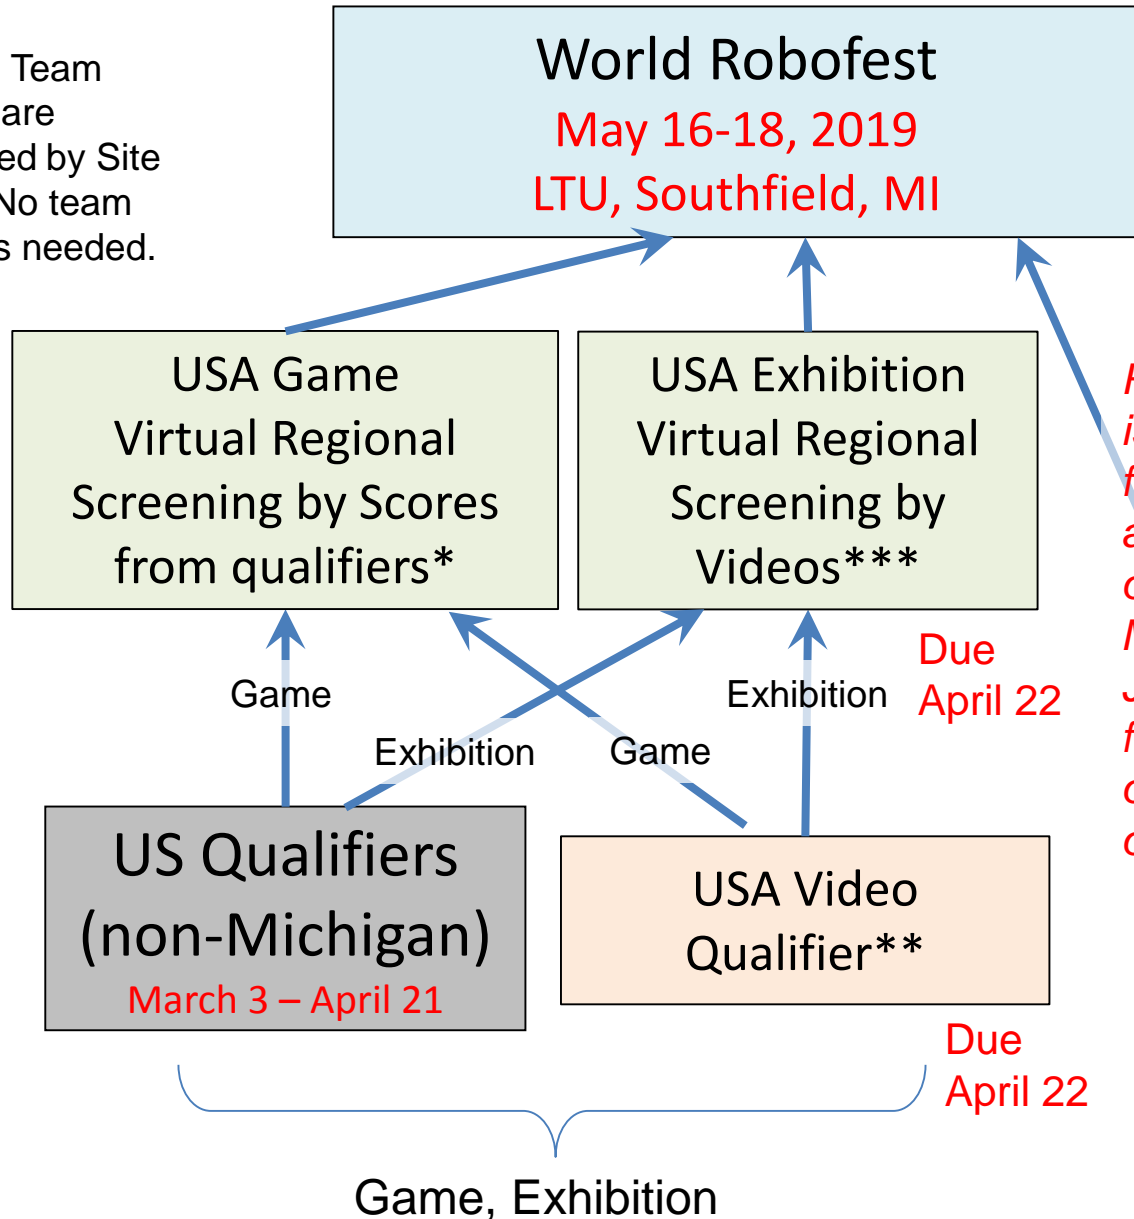 World Robofest
May 16-18, 2019
LTU, Southfield, MI
Team
are
ed by Site
No team
s needed.
USA Game
Virtual Regional
Screening by Scores
from qualifiers*
USA Exhibition
Virtual Regional
Screening by
Videos***
Due
April 22
Game
Exhibition
Exhibition
Game
US Qualifiers
(non-Michigan)
March 3 – April 21
USA Video
Qualifier**
Due
April 22
Game, Exhibition